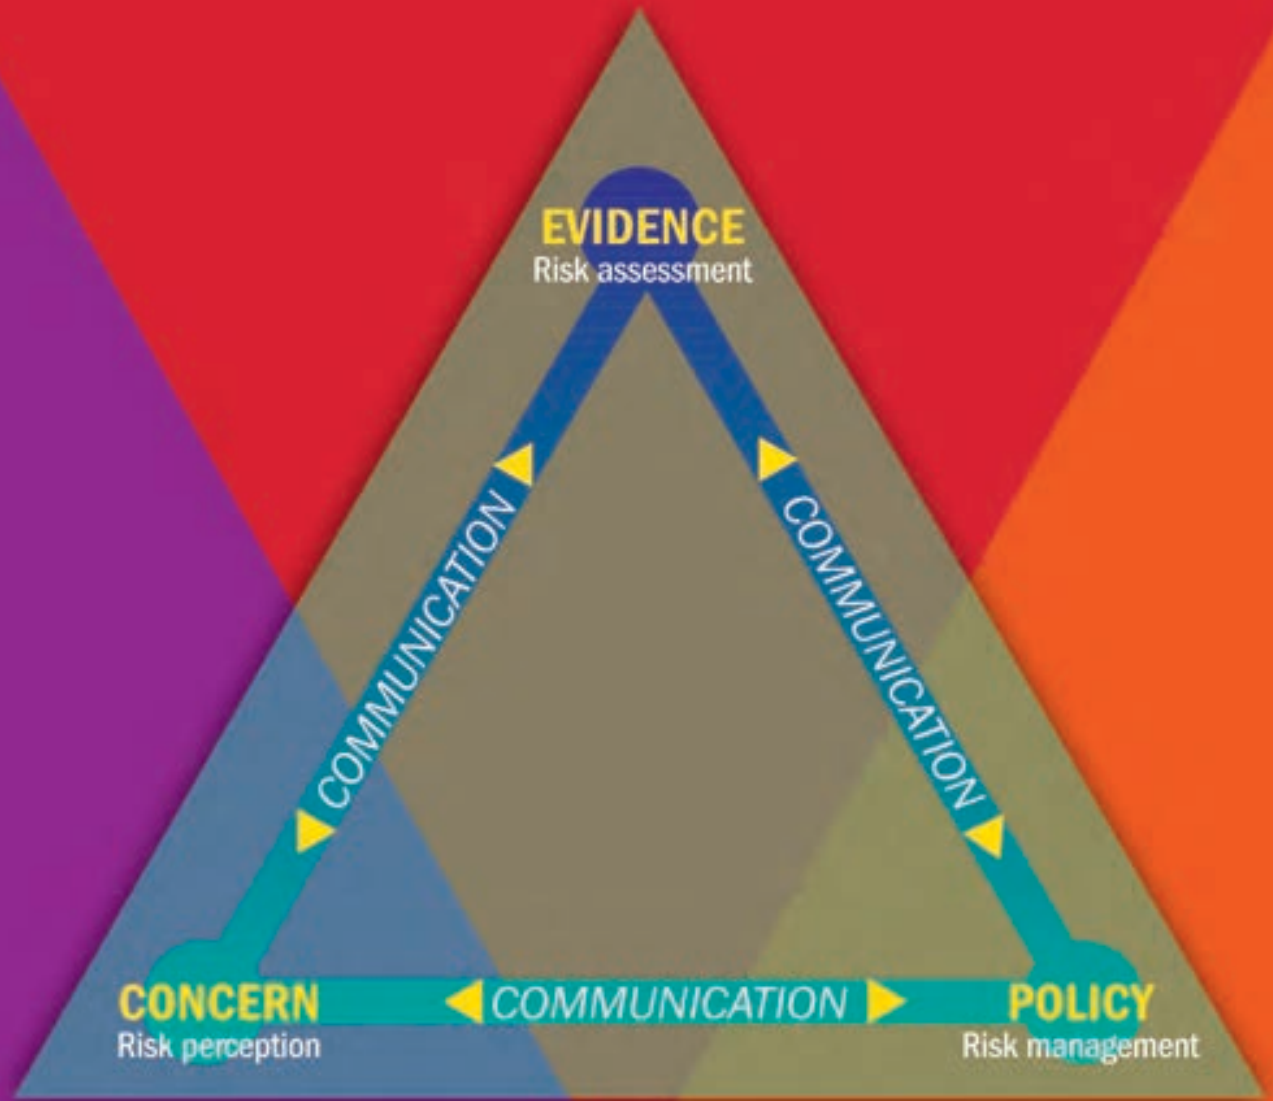 EVIDENCE
Risk assessment
COMMUNICATION
COMMUNICATION
CONCERN
Risk perception
COMMUNICATION
POLICY
Risk management